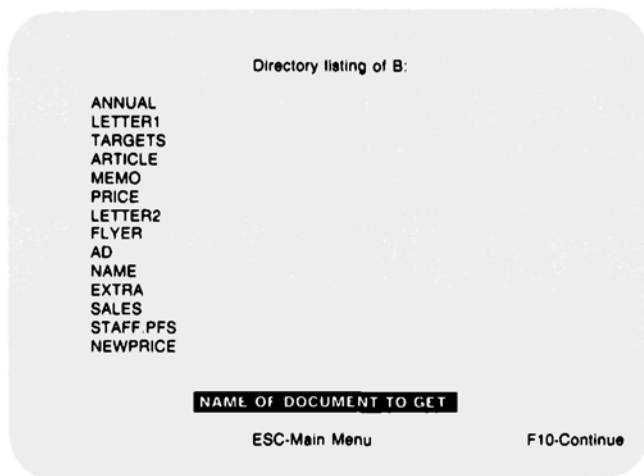 Directory listing of B:
ANNUAL
LETTER1
TARGETS
ARTICLE
MEMO
PRICE
LETTER2
FLYER
AD
NAME
EXTRA
SALES
STAFF.PFS
NEWPRICE
NAME OF DOCUMENT TO GET
ESC-Main Menu F10-Continue